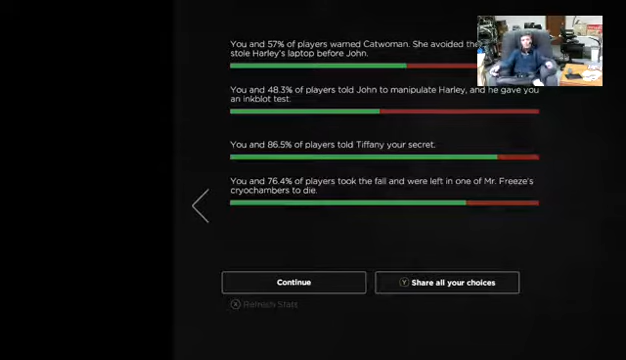 You and 57% of players warned Catwoman. She avoided the
stole Harley's laptop before John.
You and 48.3% of players told John to manipulate Harley, and he gave you
an inkblot test.
You and 86.5% of players told Tiffany your secret.
You and 76.4% of players took the fall and were left in one of Mr. Freeze's
cryochambers to die.
Continue
Y Share all your choices
X Refresh Stats